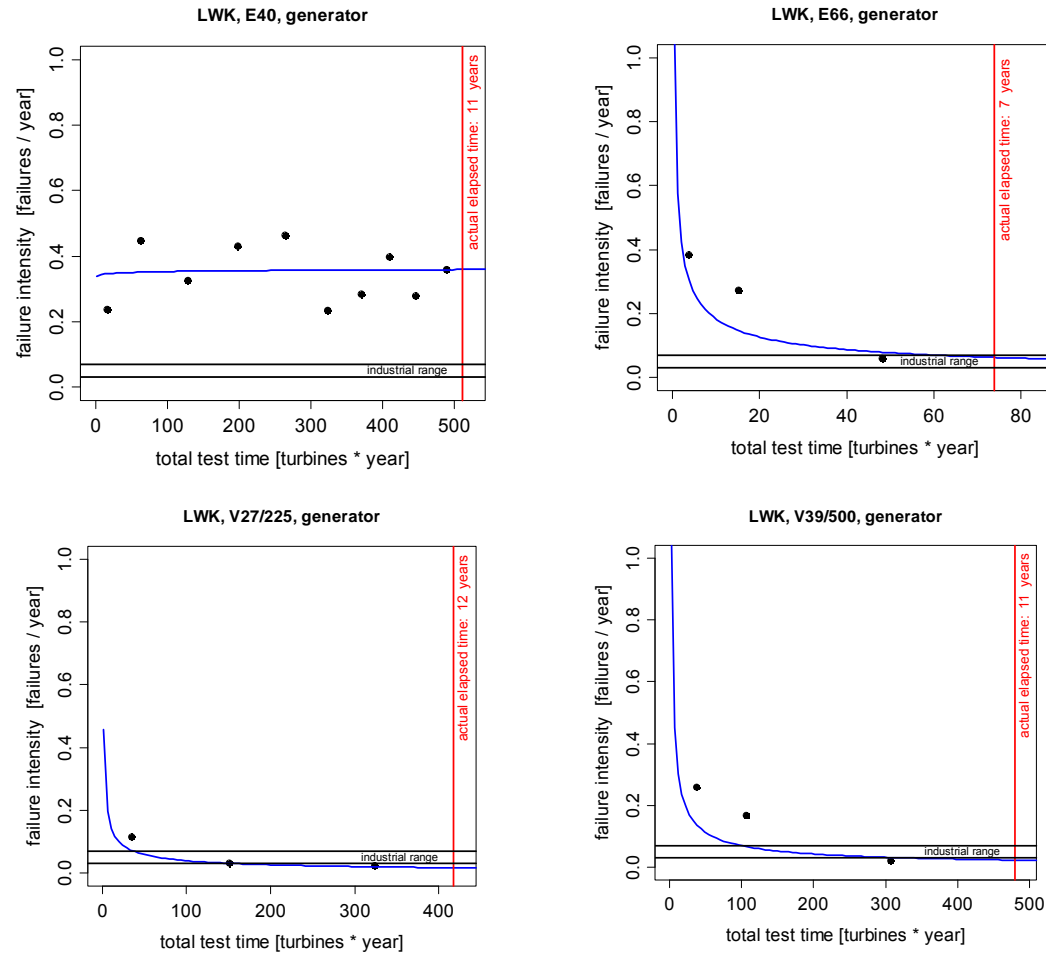 LWK, E40, generator
failure intensity [failures / year]
0.0 0.2 0.4 0.6 0.8 1.0
actual elapsed time: 11 years
industrial range
0 100 200 300 400 500
total test time [turbines * year]
LWK, E66, generator
failure intensity [failures / year]
0.0 0.2 0.4 0.6 0.8 1.0
actual elapsed time: 7 years
industrial range
0 20 40 60 80
total test time [turbines * year]
LWK, V27/225, generator
failure intensity [failures / year]
0.0 0.2 0.4 0.6 0.8 1.0
actual elapsed time: 12 years
industrial range
0 100 200 300 400
total test time [turbines * year]
LWK, V39/500, generator
failure intensity [failures / year]
0.0 0.2 0.4 0.6 0.8 1.0
actual elapsed time: 11 years
industrial range
0 100 200 300 400 500
total test time [turbines * year]